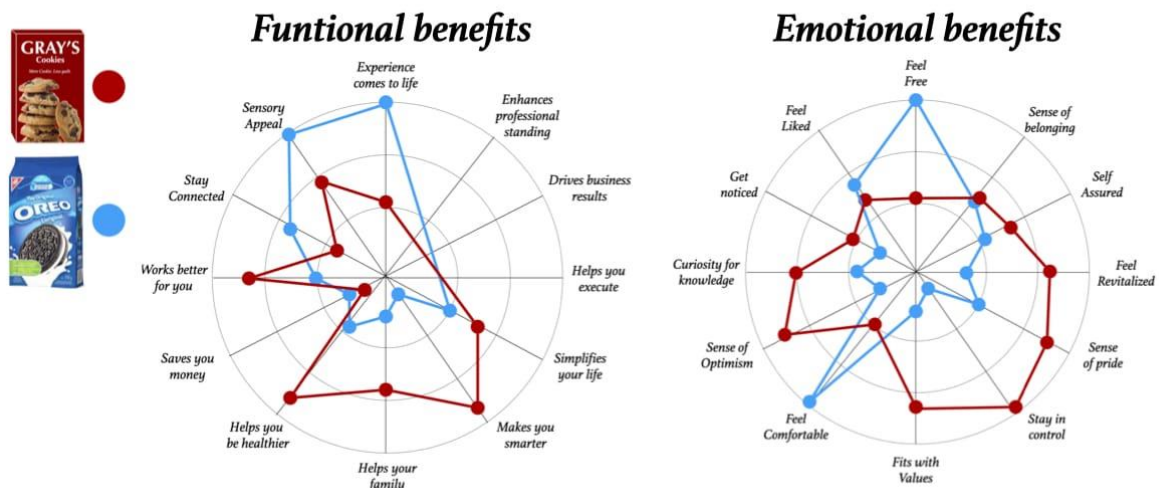 Funtional benefits
Emotional benefits
GRAY'S
Cookies
OREO
Experience
comes to life
Enhances
professional
standing
Drives business
results
Helps you
execute
Simplifies
your life
Makes you
smarter
Helps your
family
Helps you
be healthier
Saves you
money
Works better
for you
Stay
Connected
Sensory
Appeal
Feel
Free
Sense of
belonging
Self
Assured
Feel
Revitalized
Sense
of pride
Stay in
control
Fits with
Values
Feel
Comfortable
Sense of
Optimism
Curiosity for
knowledge
Get
noticed
Feel
Liked